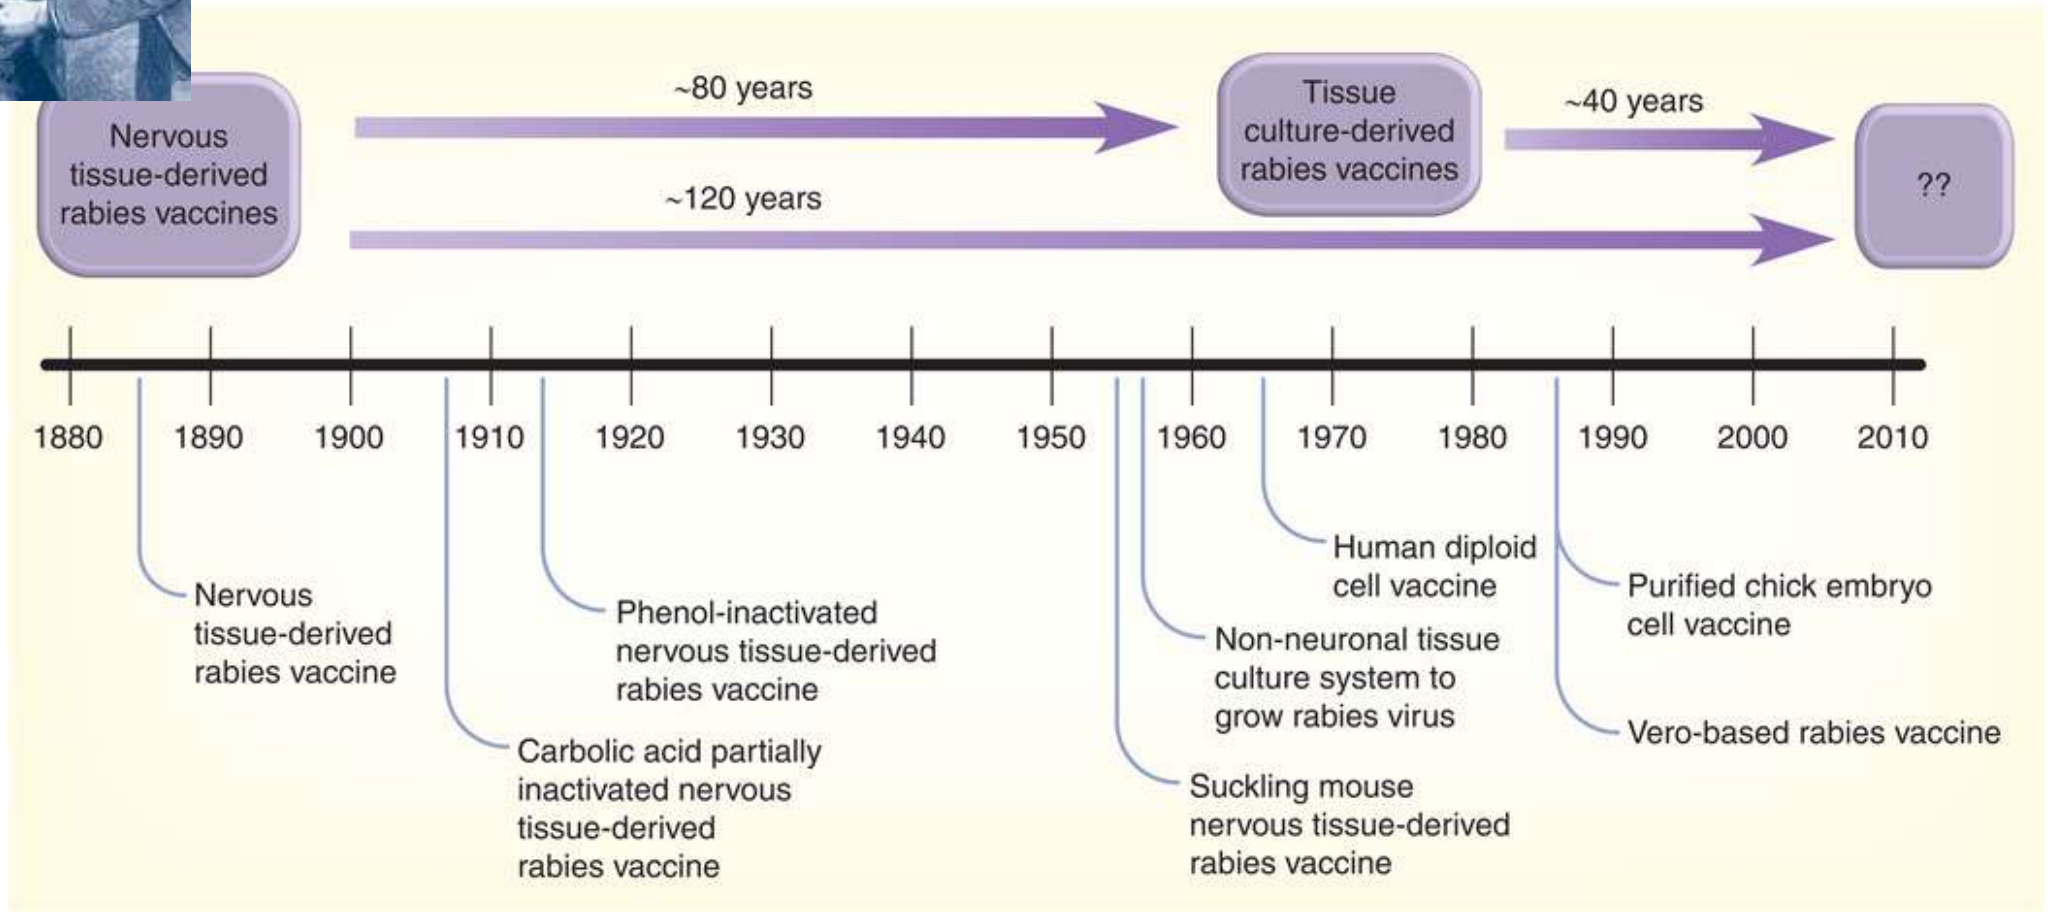 Nervous
tissue-derived
rabies vaccines
~80 years
~120 years
Tissue
culture-derived
rabies vaccines
~40 years
??
1880 1890 1900 1910 1920 1930 1940 1950 1960 1970 1980 1990 2000 2010
Nervous
tissue-derived
rabies vaccine
Carbolic acid partially
inactivated nervous
tissue-derived
rabies vaccine
Phenol-inactivated
nervous tissue-derived
rabies vaccine
Suckling mouse
nervous tissue-derived
rabies vaccine
Non-neuronal tissue
culture system to
grow rabies virus
Human diploid
cell vaccine
Purified chick embryo
cell vaccine
Vero-based rabies vaccine